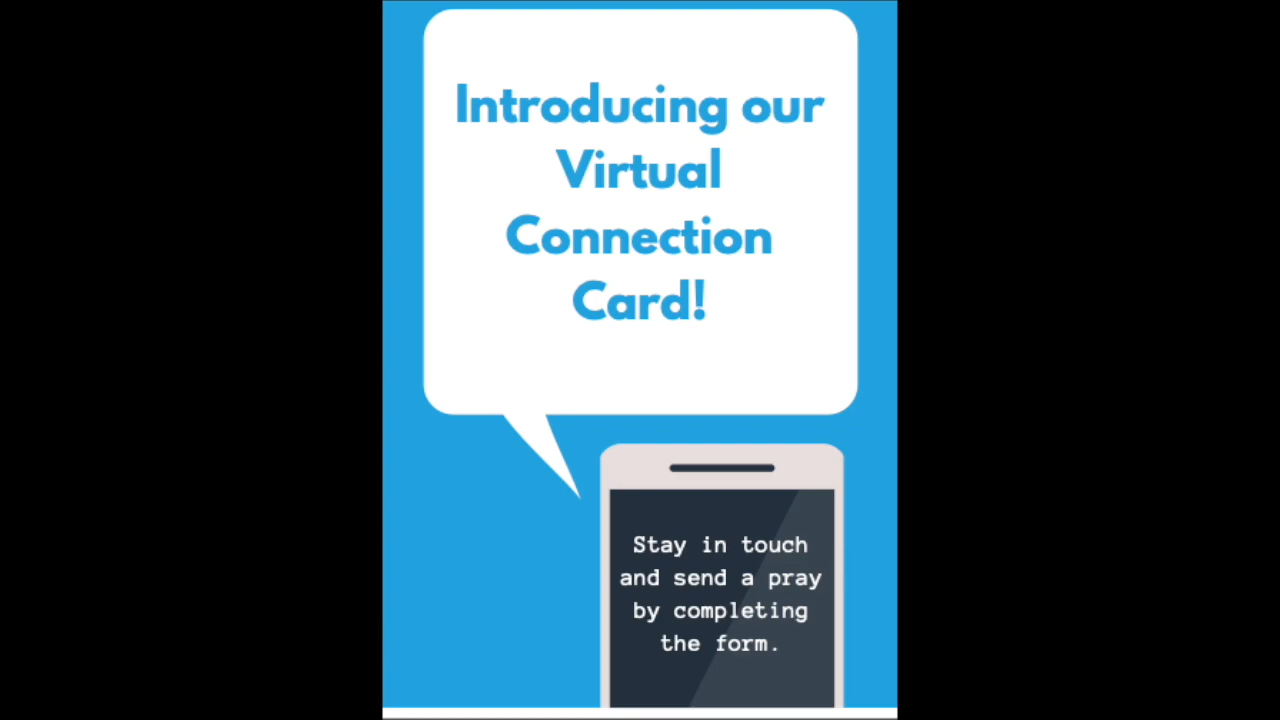 Introducing our
Virtual
Connection
Card!
Stay in touch
and send a pray
by completing
the form.